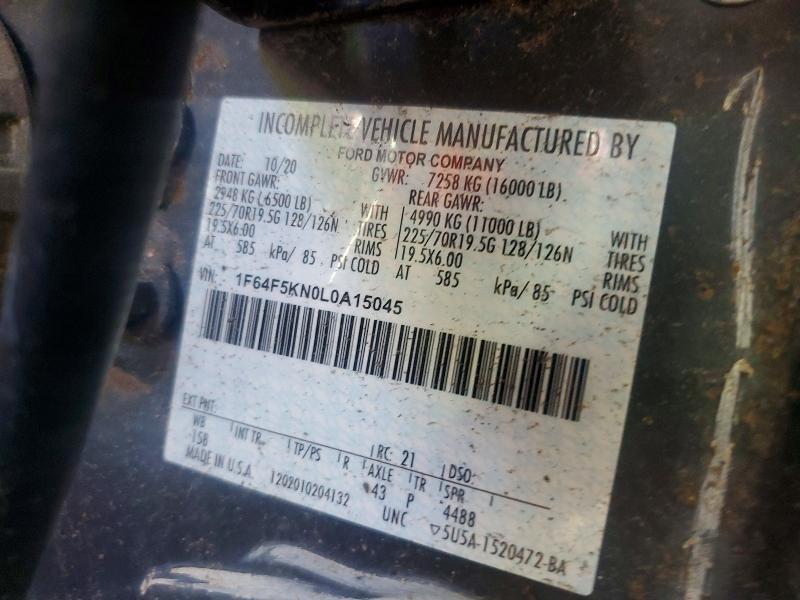 INCOMPLETE VEHICLE MANUFACTURED BY
FORD MOTOR COMPANY
DATE: 10/20 GVWR: 7258 KG (16000 LB)
FRONT GAWR: REAR GAWR:
2948 KG (6500 LB) WITH 4990 KG (11000 LB) WITH
225/70R19.5G 128/126N TIRES 225/70R19.5G 128/126N TIRES
19.5X6.00 RIMS 19.5X6.00 RIMS
AT 585 kPa/ 85 PSI COLD AT 585 kPa/ 85 PSI COLD
VIN: 1F64F5KN0L0A15045
EXT PNT: RC: 21 DSO:
WB INT TR TP/PS R AXLE TR SPR
158 43 P 4488
MADE IN U.S.A. 1202010204132 UNC 5U5A-1520472-BA